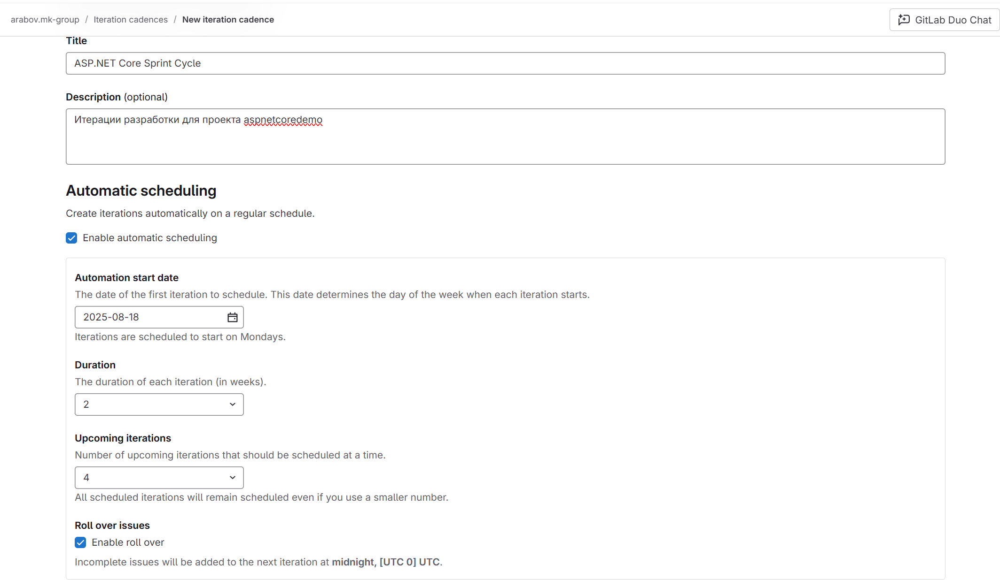 arabov.mk-group / Iteration cadences / New iteration cadence
GitLab Duo Chat
Title
ASP.NET Core Sprint Cycle
Description (optional)
Итерации разработки для проекта aspnetcoredemo
Automatic scheduling
Create iterations automatically on a regular schedule.
Enable automatic scheduling
Automation start date
The date of the first iteration to schedule. This date determines the day of the week when each iteration starts.
2025-08-18
Iterations are scheduled to start on Mondays.
Duration
The duration of each iteration (in weeks).
2
Upcoming iterations
Number of upcoming iterations that should be scheduled at a time.
4
All scheduled iterations will remain scheduled even if you use a smaller number.
Roll over issues
Enable roll over
Incomplete issues will be added to the next iteration at midnight, [UTC 0] UTC.